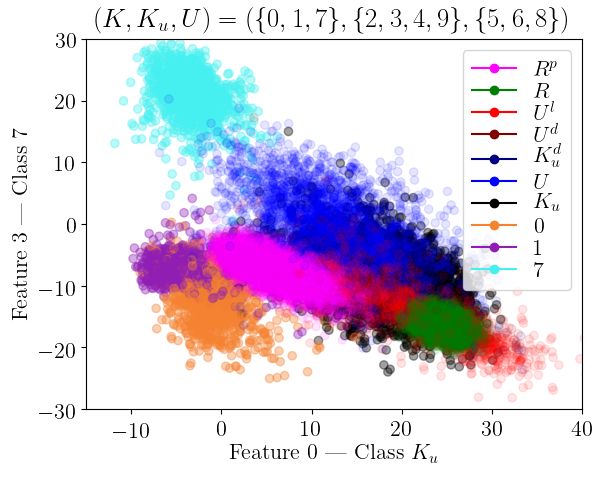 (K, K_u, U) = ({0, 1, 7}, {2, 3, 4, 9}, {5, 6, 8})
30
20
10
0
−10
−20
−30
Feature 3 — Class 7
R^p
R
U^l
U^d
K_u^d
U
K_u
0
1
7
−10
0
10
20
30
40
Feature 0 — Class K_u